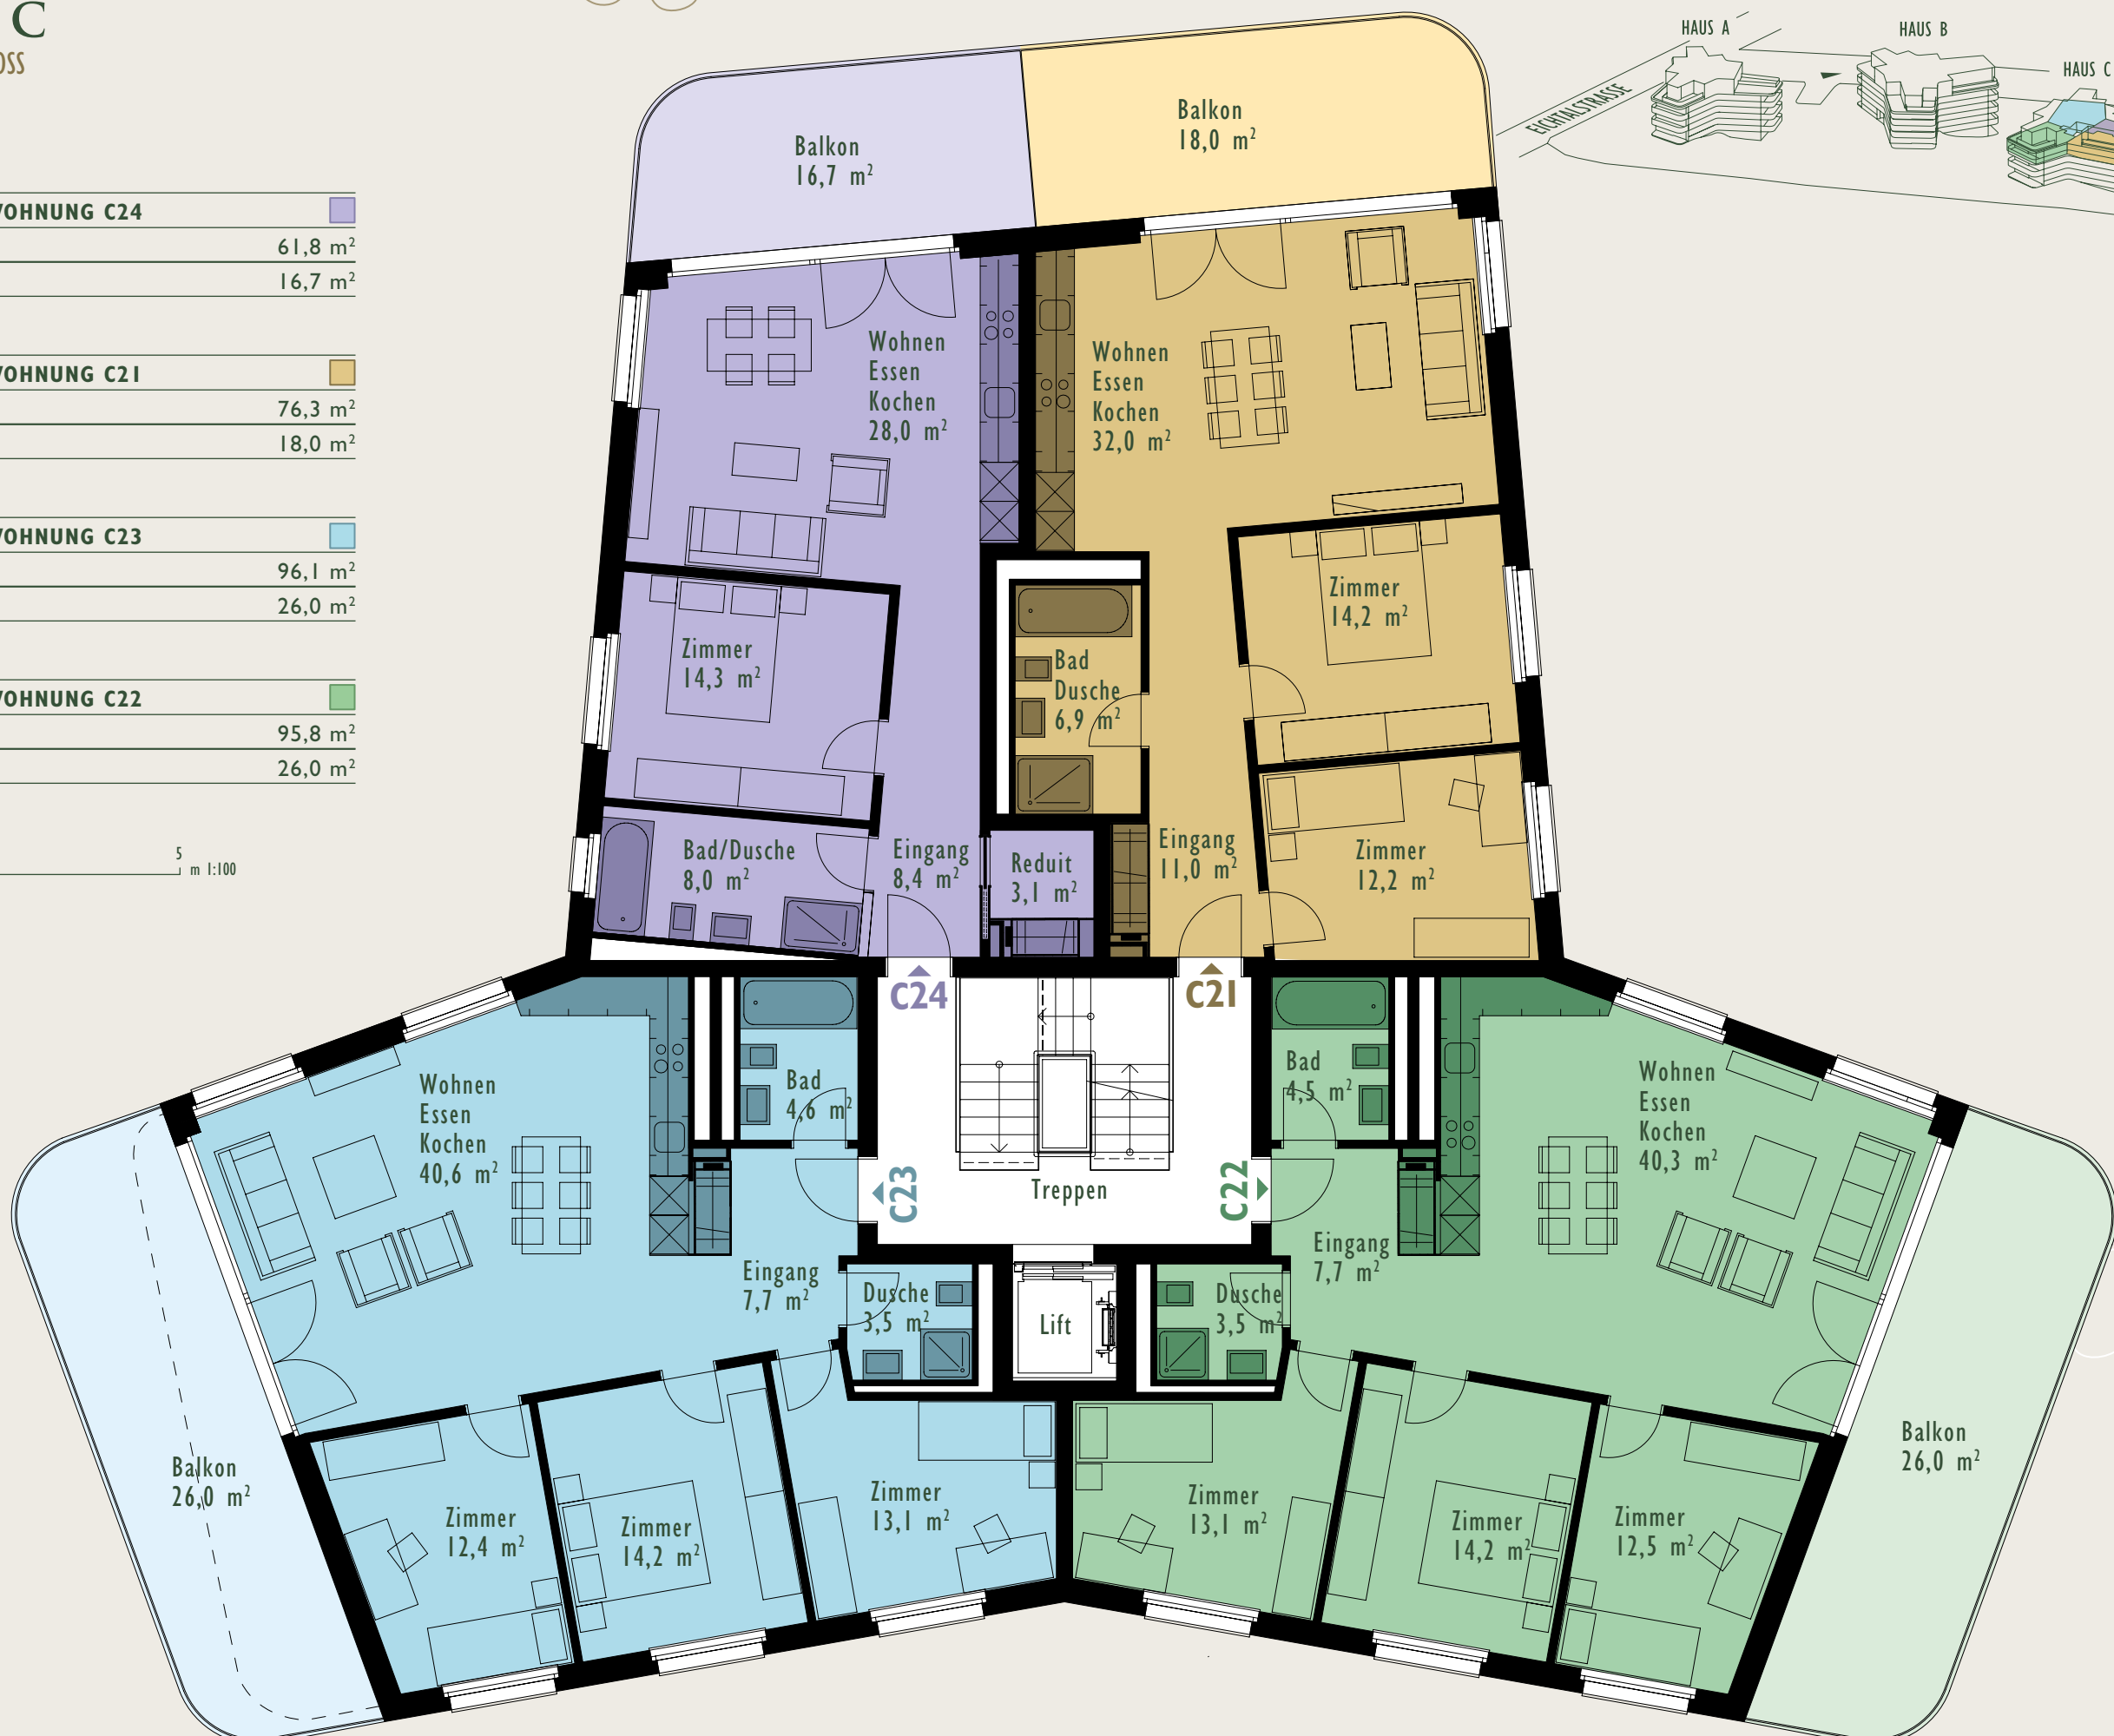 C
OSS
HAUS A
HAUS B
HAUS C
EICHTALSTRASSE
WOHNUNG C24
61,8 m²
16,7 m²
WOHNUNG C21
76,3 m²
18,0 m²
WOHNUNG C23
96,1 m²
26,0 m²
WOHNUNG C22
95,8 m²
26,0 m²
5
m 1:100
Balkon
16,7 m²
Balkon
18,0 m²
Wohnen
Essen
Kochen
28,0 m²
Wohnen
Essen
Kochen
32,0 m²
Zimmer
14,3 m²
Bad
Dusche
6,9 m²
Zimmer
14,2 m²
Bad/Dusche
8,0 m²
Eingang
8,4 m²
Reduit
3,1 m²
Eingang
11,0 m²
Zimmer
12,2 m²
C24
C21
Wohnen
Essen
Kochen
40,6 m²
Bad
4,6 m²
C23
Treppen
C22
Bad
4,5 m²
Wohnen
Essen
Kochen
40,3 m²
Eingang
7,7 m²
Dusche
3,5 m²
Lift
Dusche
3,5 m²
Eingang
7,7 m²
Balkon
26,0 m²
Zimmer
12,4 m²
Zimmer
14,2 m²
Zimmer
13,1 m²
Zimmer
13,1 m²
Zimmer
14,2 m²
Zimmer
12,5 m²
Balkon
26,0 m²